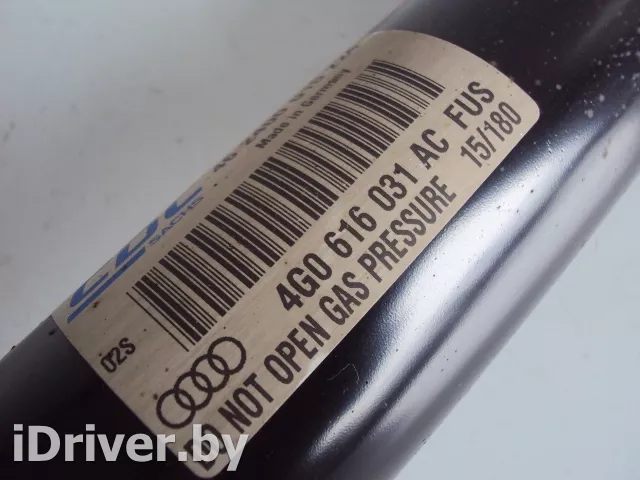 CDC
SACHS
Made in Germany
02S
4G0 616 031 AC FUS
DO NOT OPEN GAS PRESSURE 15/180
iDriver.by